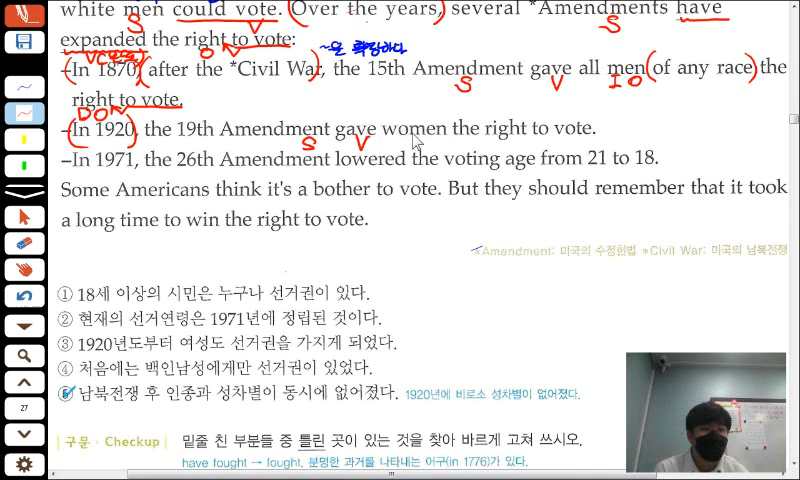 white men could vote. (Over the years,) several *Amendments have
S V S
expanded the right to vote:
O ~을 확장하다
–(In 1870,) (after the *Civil War), the 15th Amendment gave all men (of any race) the
S V IO
right to vote.
DO
–(In 1920), the 19th Amendment gave women the right to vote.
S V
–In 1971, the 26th Amendment lowered the voting age from 21 to 18.
Some Americans think it's a bother to vote. But they should remember that it took
a long time to win the right to vote.
*Amendment: 미국의 수정헌법 *Civil War: 미국의 남북전쟁
① 18세 이상의 시민은 누구나 선거권이 있다.
② 현재의 선거연령은 1971년에 정립된 것이다.
③ 1920년도부터 여성도 선거권을 가지게 되었다.
④ 처음에는 백인남성에게만 선거권이 있었다.
⑤ 남북전쟁 후 인종과 성차별이 동시에 없어졌다. 1920년에 비로소 성차별이 없어졌다.
구문 · Checkup 밑줄 친 부분들 중 틀린 곳이 있는 것을 찾아 바르게 고쳐 쓰시오.
have fought → fought, 분명한 과거를 나타내는 어구(in 1776)가 있다.
27